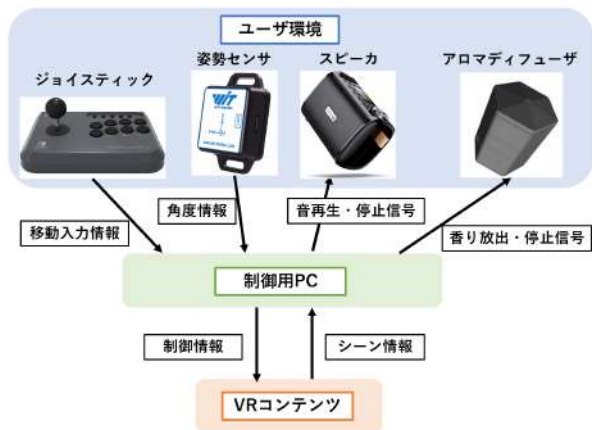 ユーザ環境
ジョイスティック
姿勢センサ
スピーカ
アロマディフューザ
WIT
移動入力情報
角度情報
音再生・停止信号
香り放出・停止信号
制御用PC
制御情報
シーン情報
VRコンテンツ